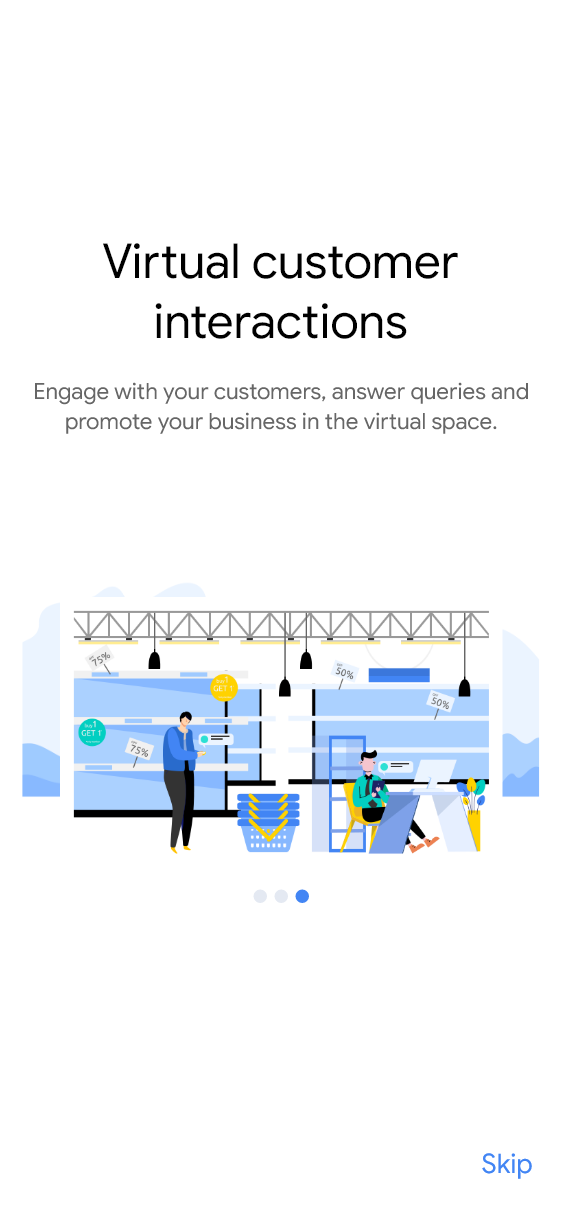 Virtual customer
interactions
Engage with your customers, answer queries and
promote your business in the virtual space.
75%
50%
GET 1
50%
GET 1
75%
Skip